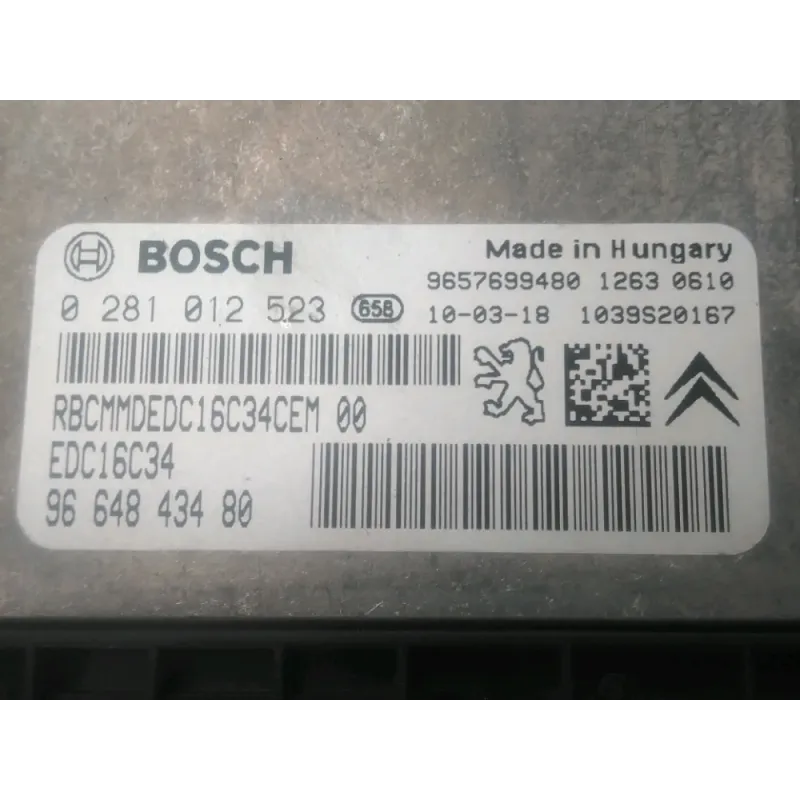 BOSCH
Made in Hungary
9657699480 1263 0610
0 281 012 523 658 10-03-18 1039S20167
RBCMMDEDC16C34CEM 00
EDC16C34
96 648 434 80